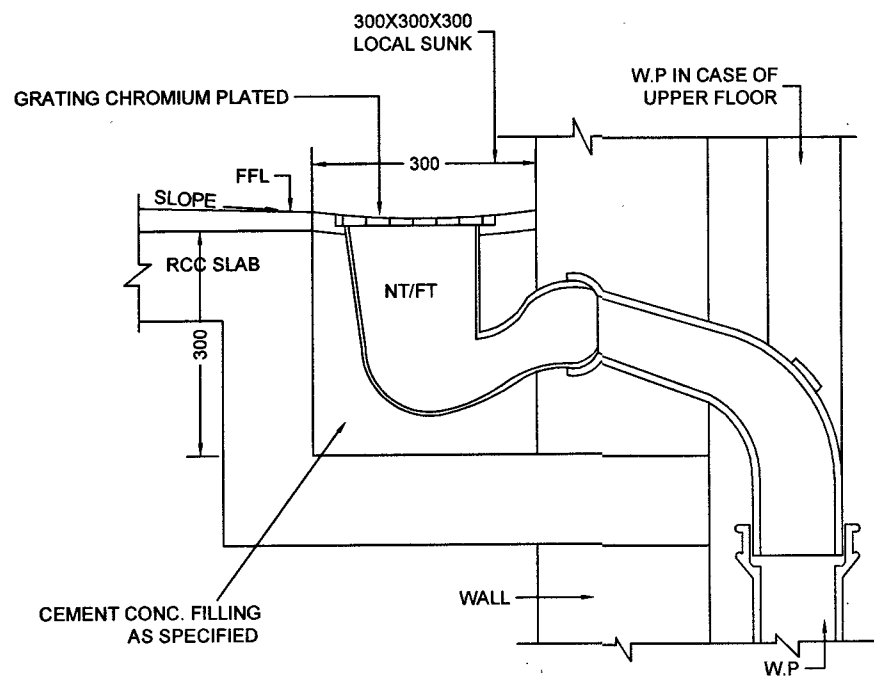 300X300X300
LOCAL SUNK
W.P IN CASE OF
UPPER FLOOR
GRATING CHROMIUM PLATED
300
FFL
SLOPE
RCC SLAB
NT/FT
300
WALL
CEMENT CONC. FILLING
AS SPECIFIED
W.P